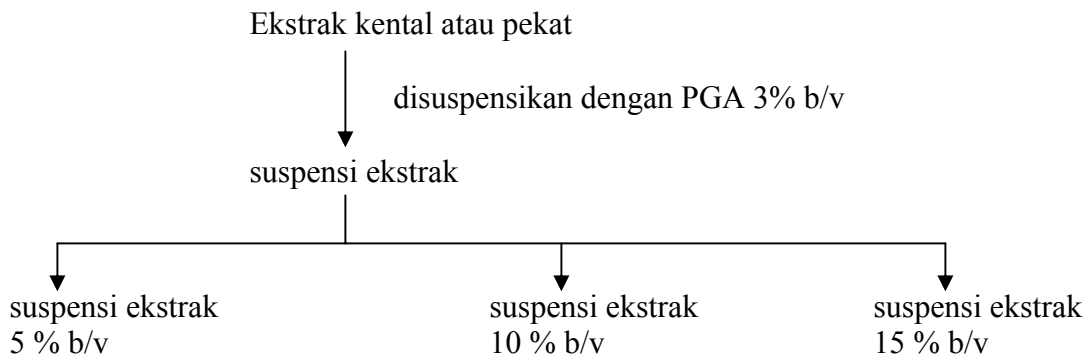 Ekstrak kental atau pekat
disuspensikan dengan PGA 3% b/v
suspensi ekstrak
suspensi ekstrak
5 % b/v
suspensi ekstrak
10 % b/v
suspensi ekstrak
15 % b/v